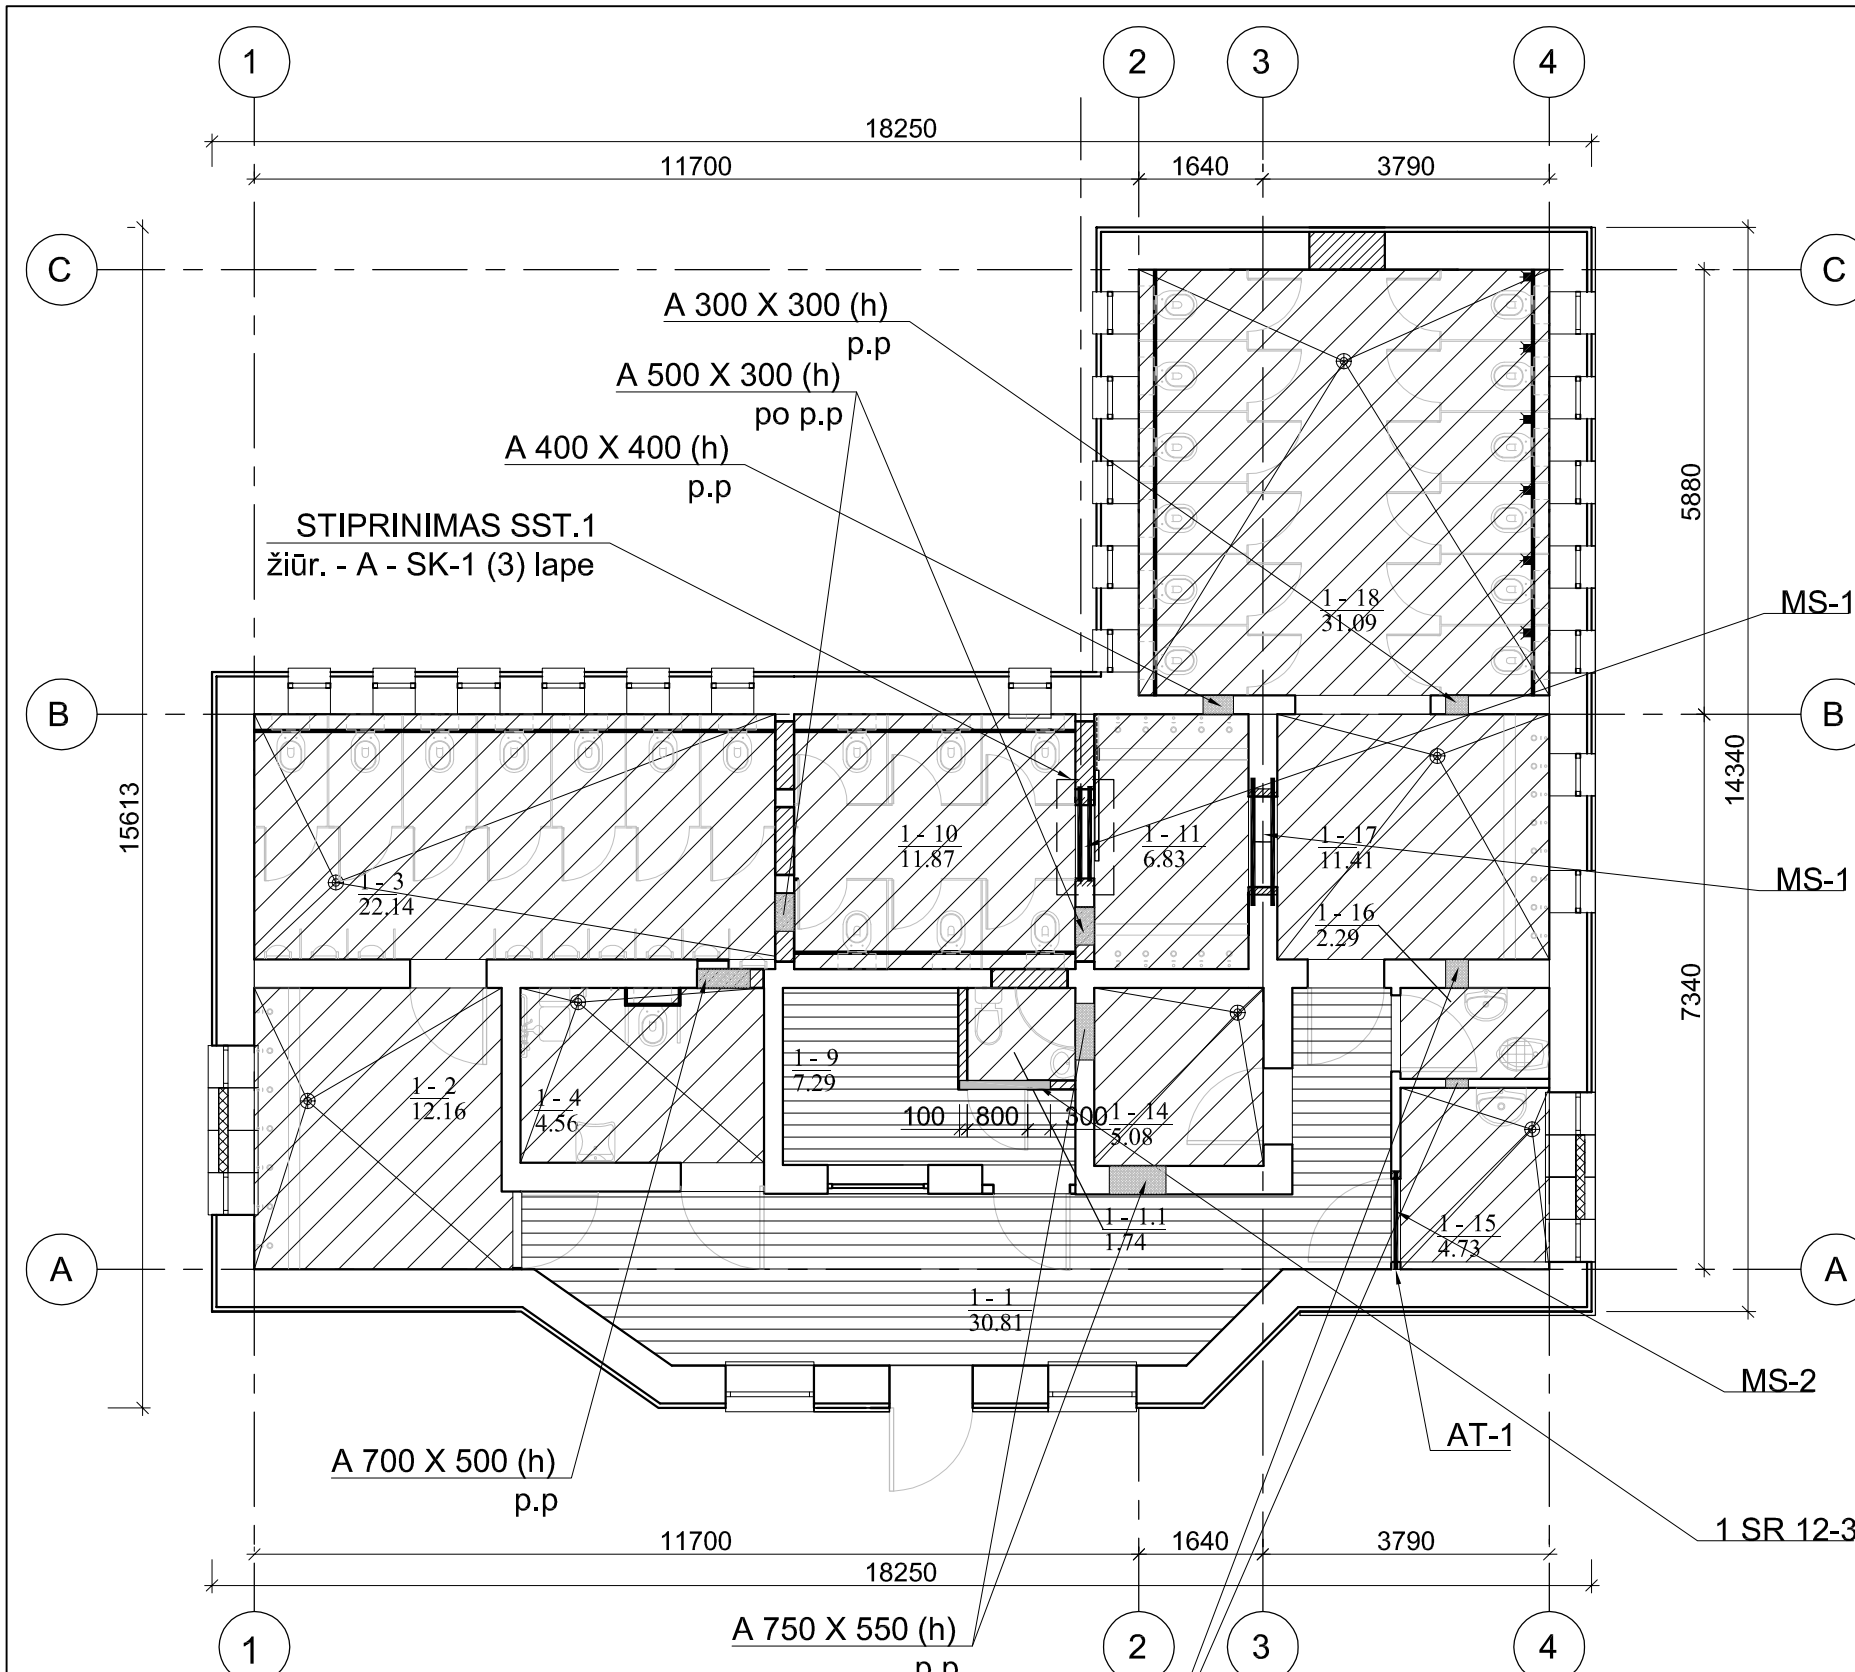 1
2
3
4
18250
11700
1640
3790
C
C
A 300 X 300 (h)
p.p
A 500 X 300 (h)
po p.p
A 400 X 400 (h)
p.p
STIPRINIMAS SST.1
žiūr. - A - SK-1 (3) lape
5880
1 - 18
31.09
MS-1
B
B
15613
14340
1 - 10
11.87
1 - 11
6.83
1 - 17
11.41
MS-1
1 - 3
22.14
1 - 16
2.29
7340
1 - 9
7.29
1 - 2
12.16
1 - 4
4.56
100
800
300
1 - 14
5.08
1 - 1.1
1.74
1 - 15
4.73
A
A
1 - 1
30.81
MS-2
AT-1
A 700 X 500 (h)
p.p
1 SR 12-3
11700
1640
3790
18250
A 750 X 550 (h)
p.p
1
2
3
4